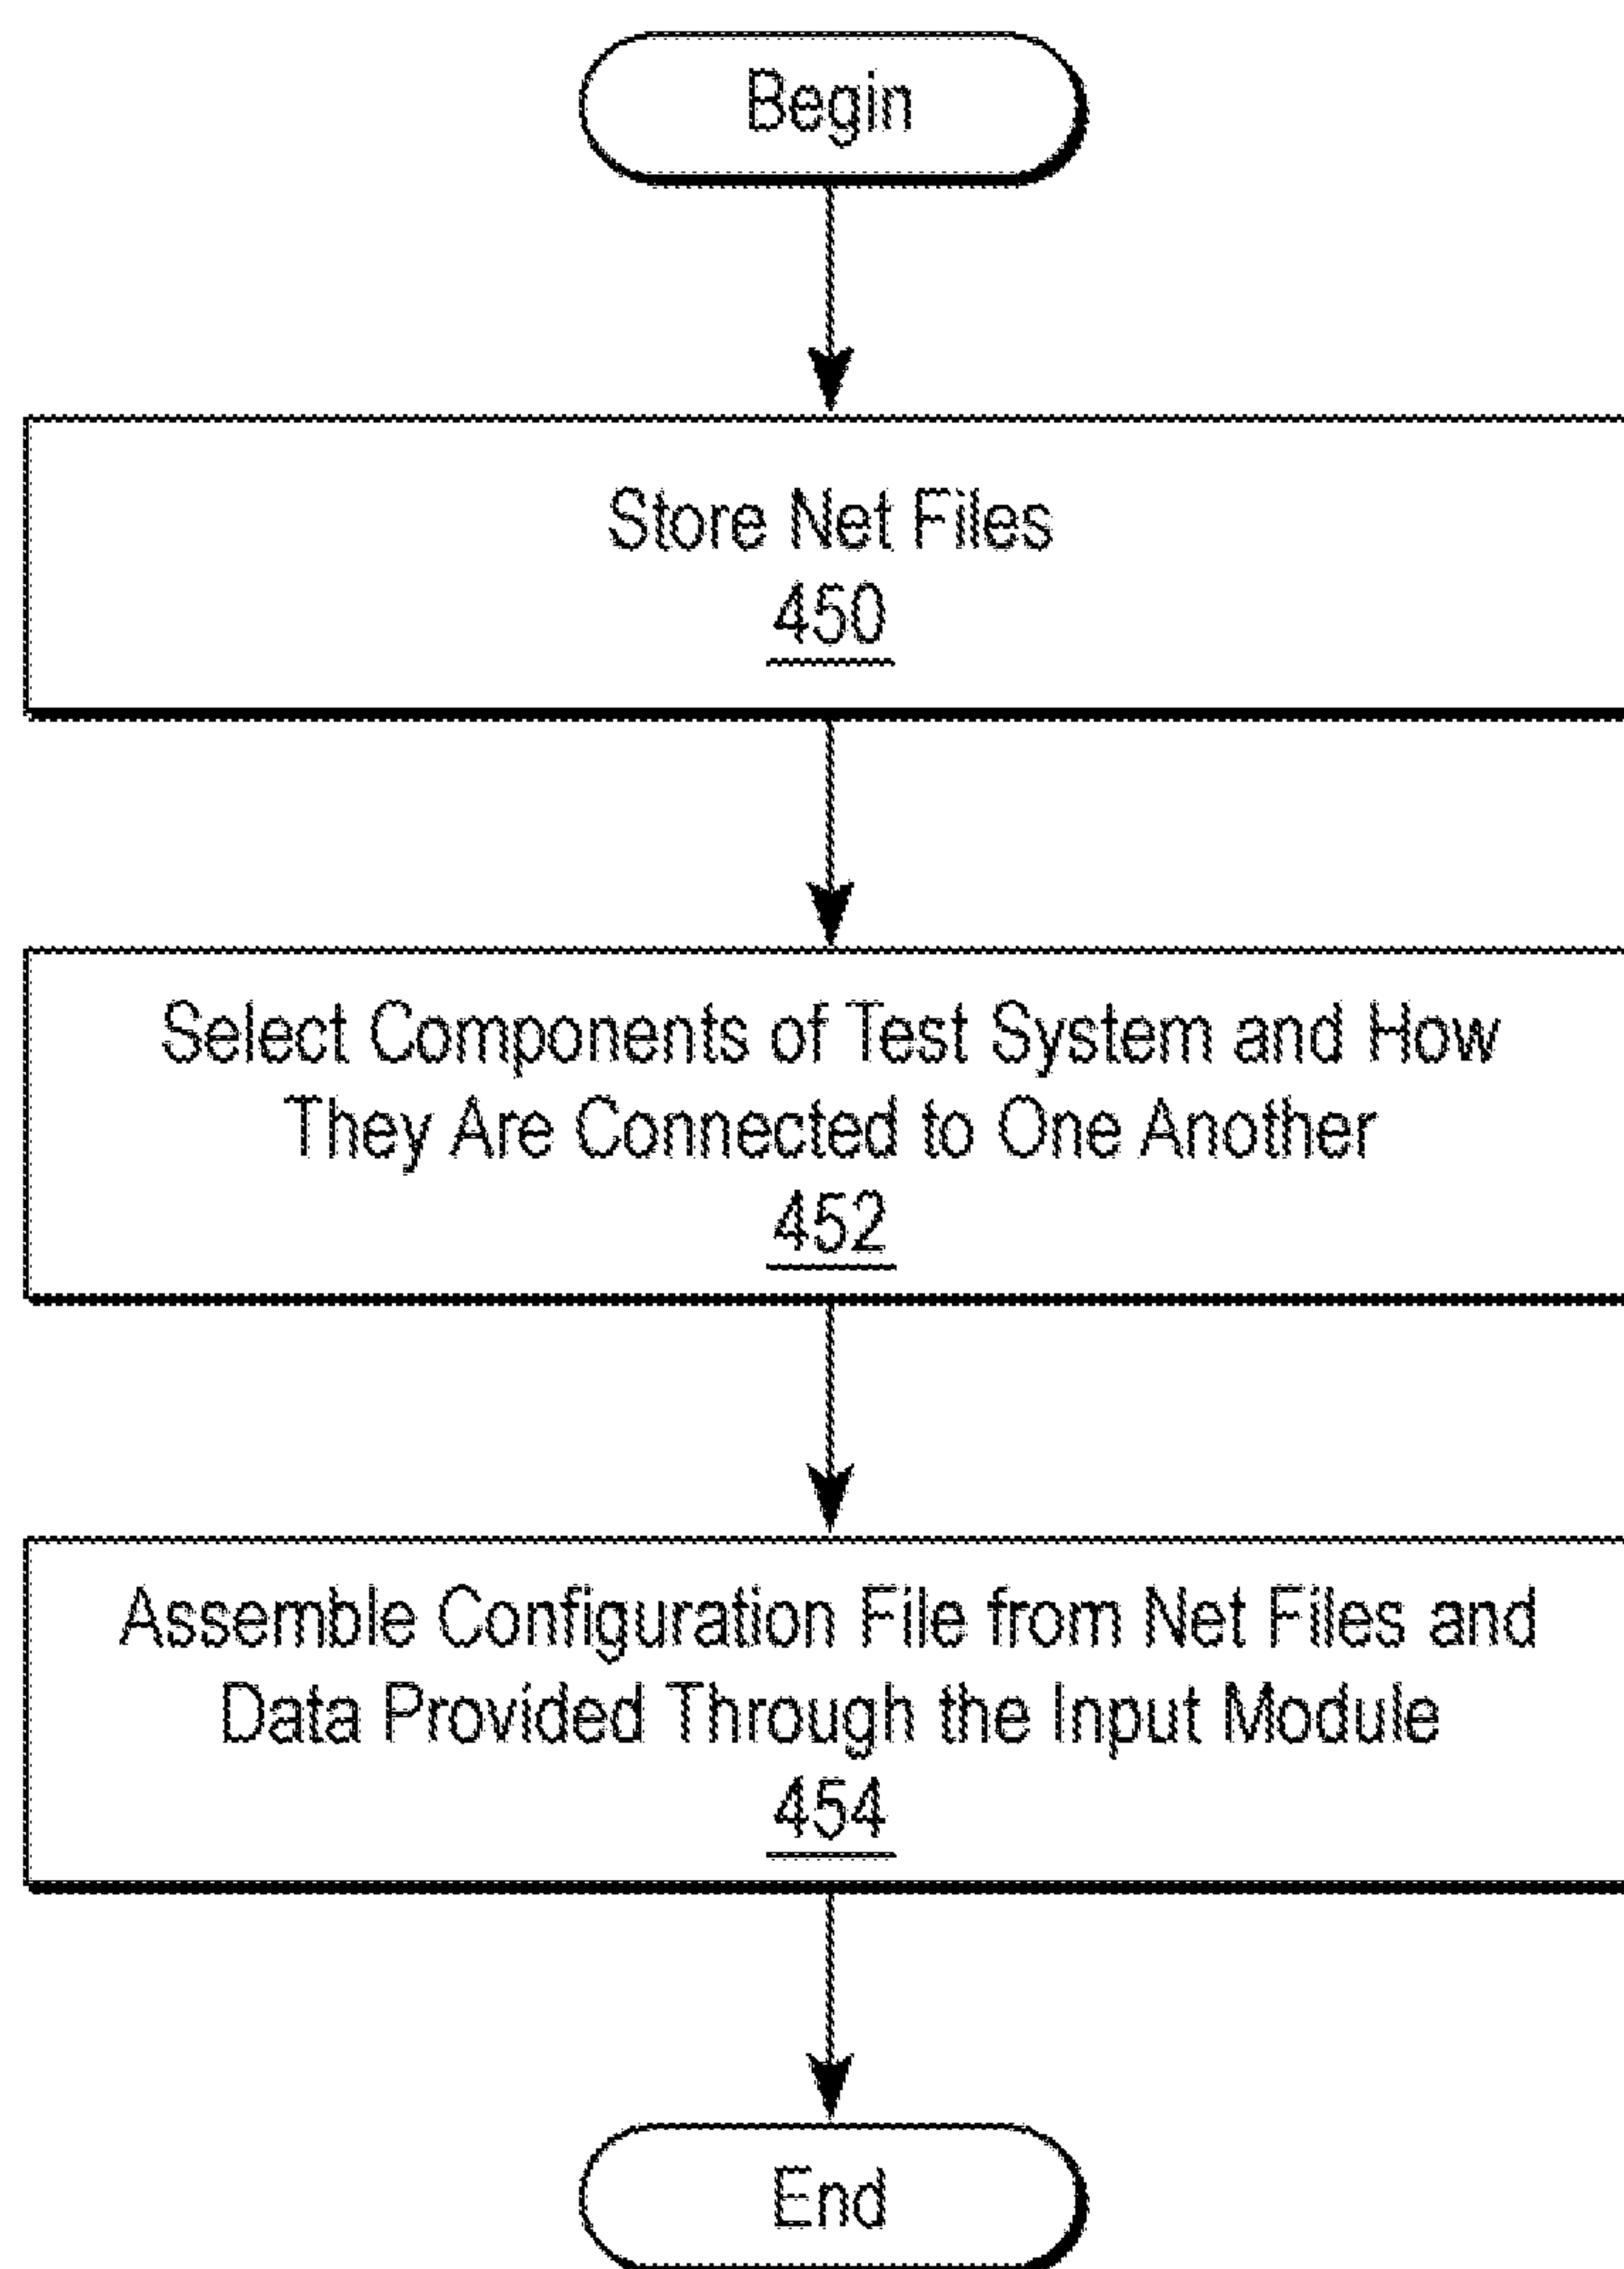 Begin
Store Net Files
450
Select Components of Test System and How
They Are Connected to One Another
452
Assemble Configuration File from Net Files and
Data Provided Through the Input Module
454
End